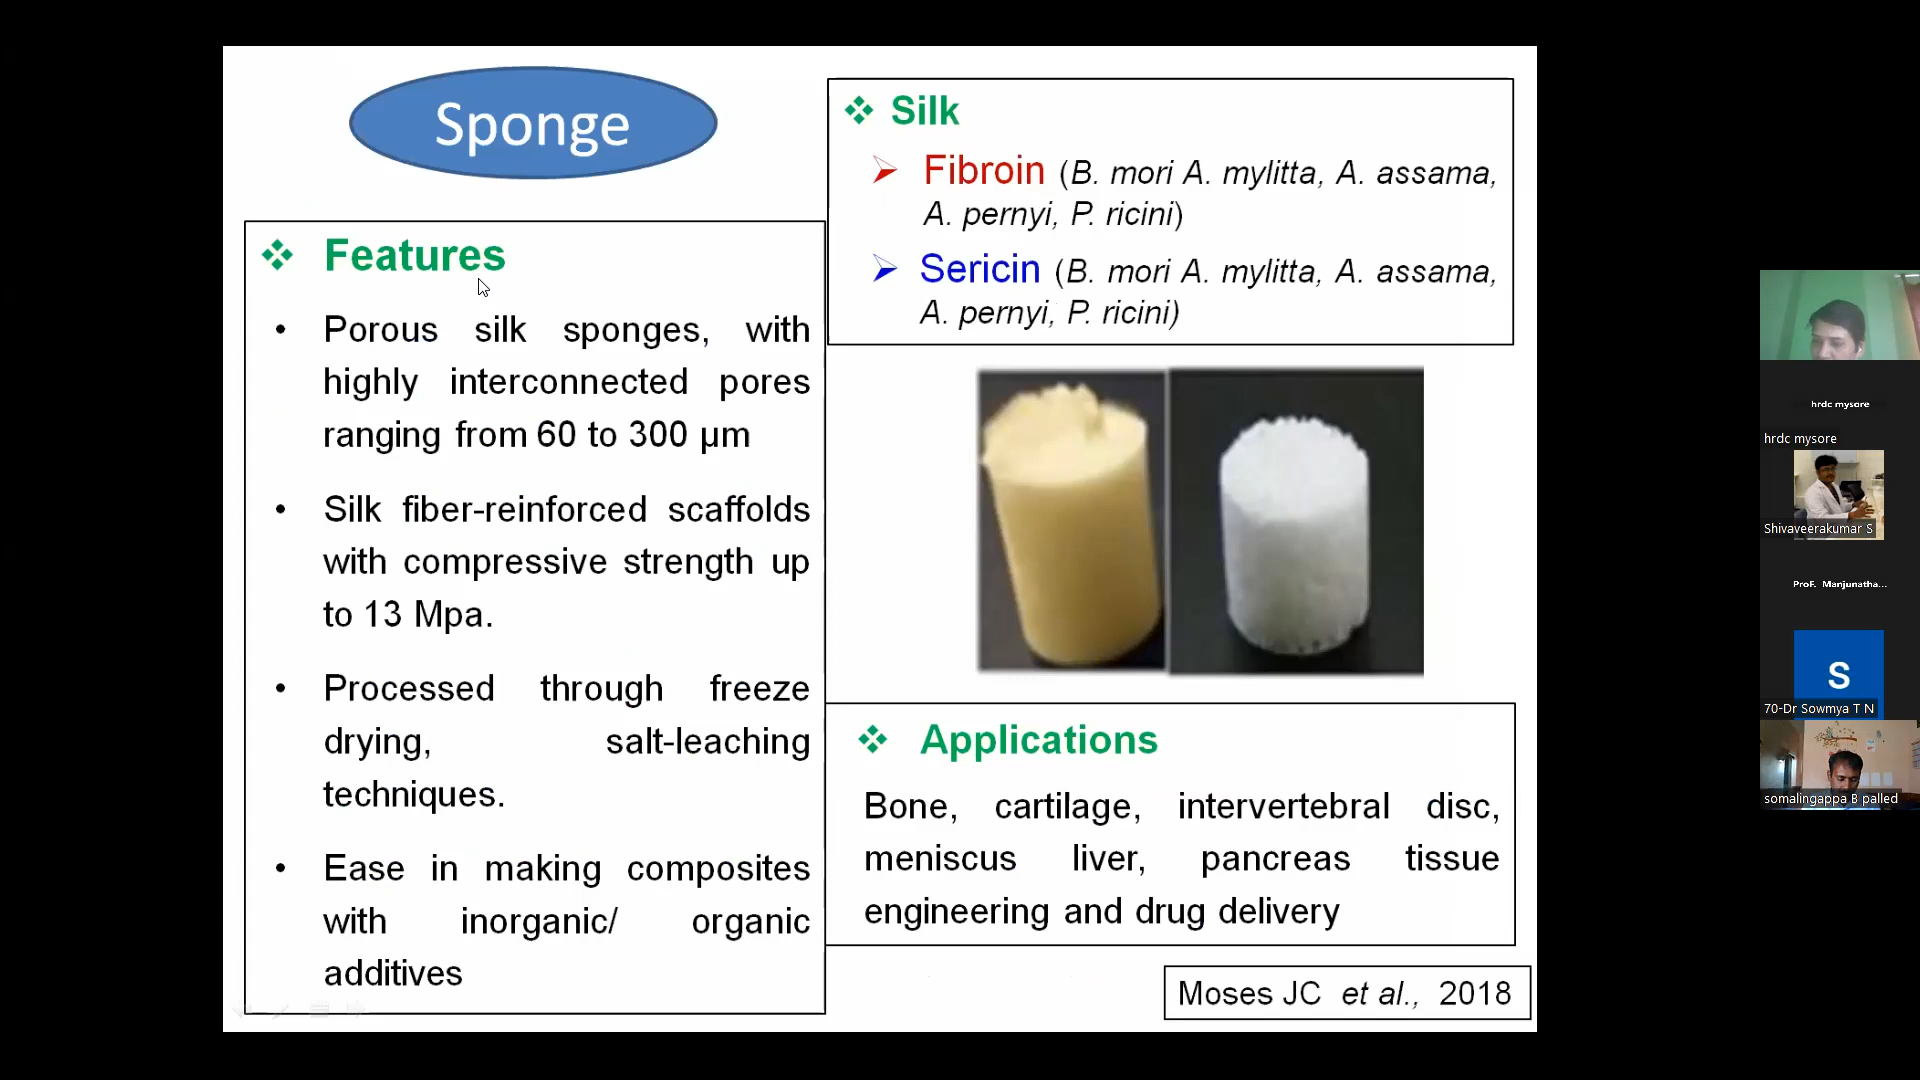 Sponge
Features
• Porous silk sponges, with
highly interconnected pores
ranging from 60 to 300 µm
• Silk fiber-reinforced scaffolds
with compressive strength up
to 13 Mpa.
• Processed through freeze
drying, salt-leaching
techniques.
• Ease in making composites
with inorganic/ organic
additives
Silk
Fibroin (B. mori A. mylitta, A. assama,
A. pernyi, P. ricini)
Sericin (B. mori A. mylitta, A. assama,
A. pernyi, P. ricini)
Applications
Bone, cartilage, intervertebral disc,
meniscus liver, pancreas tissue
engineering and drug delivery
Moses JC et al., 2018
hrdc mysore
hrdc mysore
Shivaveerakumar S
ProF. Manjunatha...
S
70-Dr Sowmya T N
somalingappa B palled